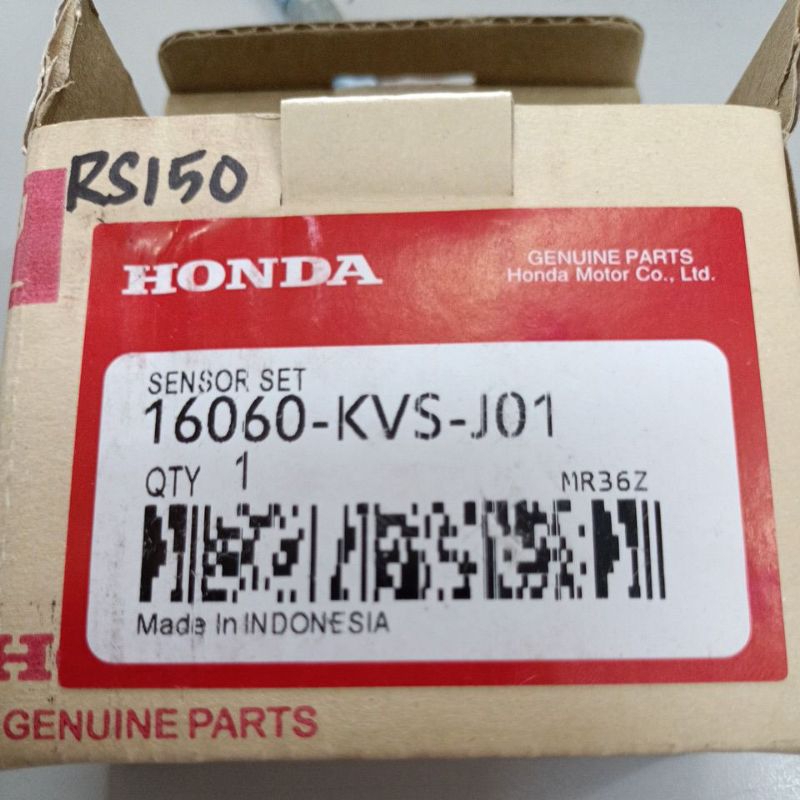 RS150
HONDA
GENUINE PARTS
Honda Motor Co., Ltd.
SENSOR SET
16060-KVS-J01
QTY 1
MR36Z
Made In INDONESIA
H
GENUINE PARTS